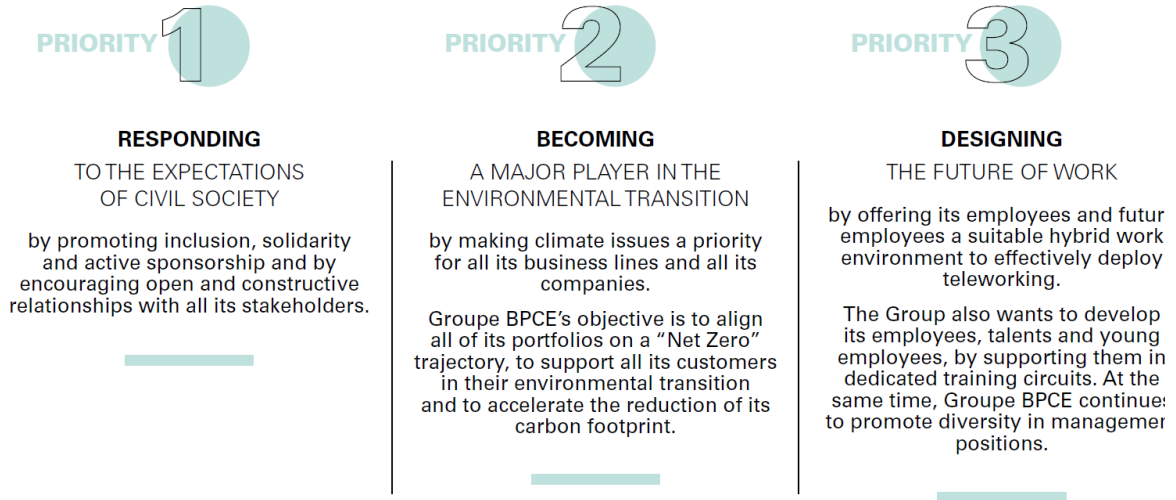 PRIORITY 1
RESPONDING
TO THE EXPECTATIONS
OF CIVIL SOCIETY
by promoting inclusion, solidarity
and active sponsorship and by
encouraging open and constructive
relationships with all its stakeholders.
PRIORITY 2
BECOMING
A MAJOR PLAYER IN THE
ENVIRONMENTAL TRANSITION
by making climate issues a priority
for all its business lines and all its
companies.
Groupe BPCE’s objective is to align
all of its portfolios on a “Net Zero”
trajectory, to support all its customers
in their environmental transition
and to accelerate the reduction of its
carbon footprint.
PRIORITY 3
DESIGNING
THE FUTURE OF WORK
by offering its employees and futur
employees a suitable hybrid work
environment to effectively deploy
teleworking.
The Group also wants to develop
its employees, talents and young
employees, by supporting them in
dedicated training circuits. At the
same time, Groupe BPCE continues
to promote diversity in managemen
positions.